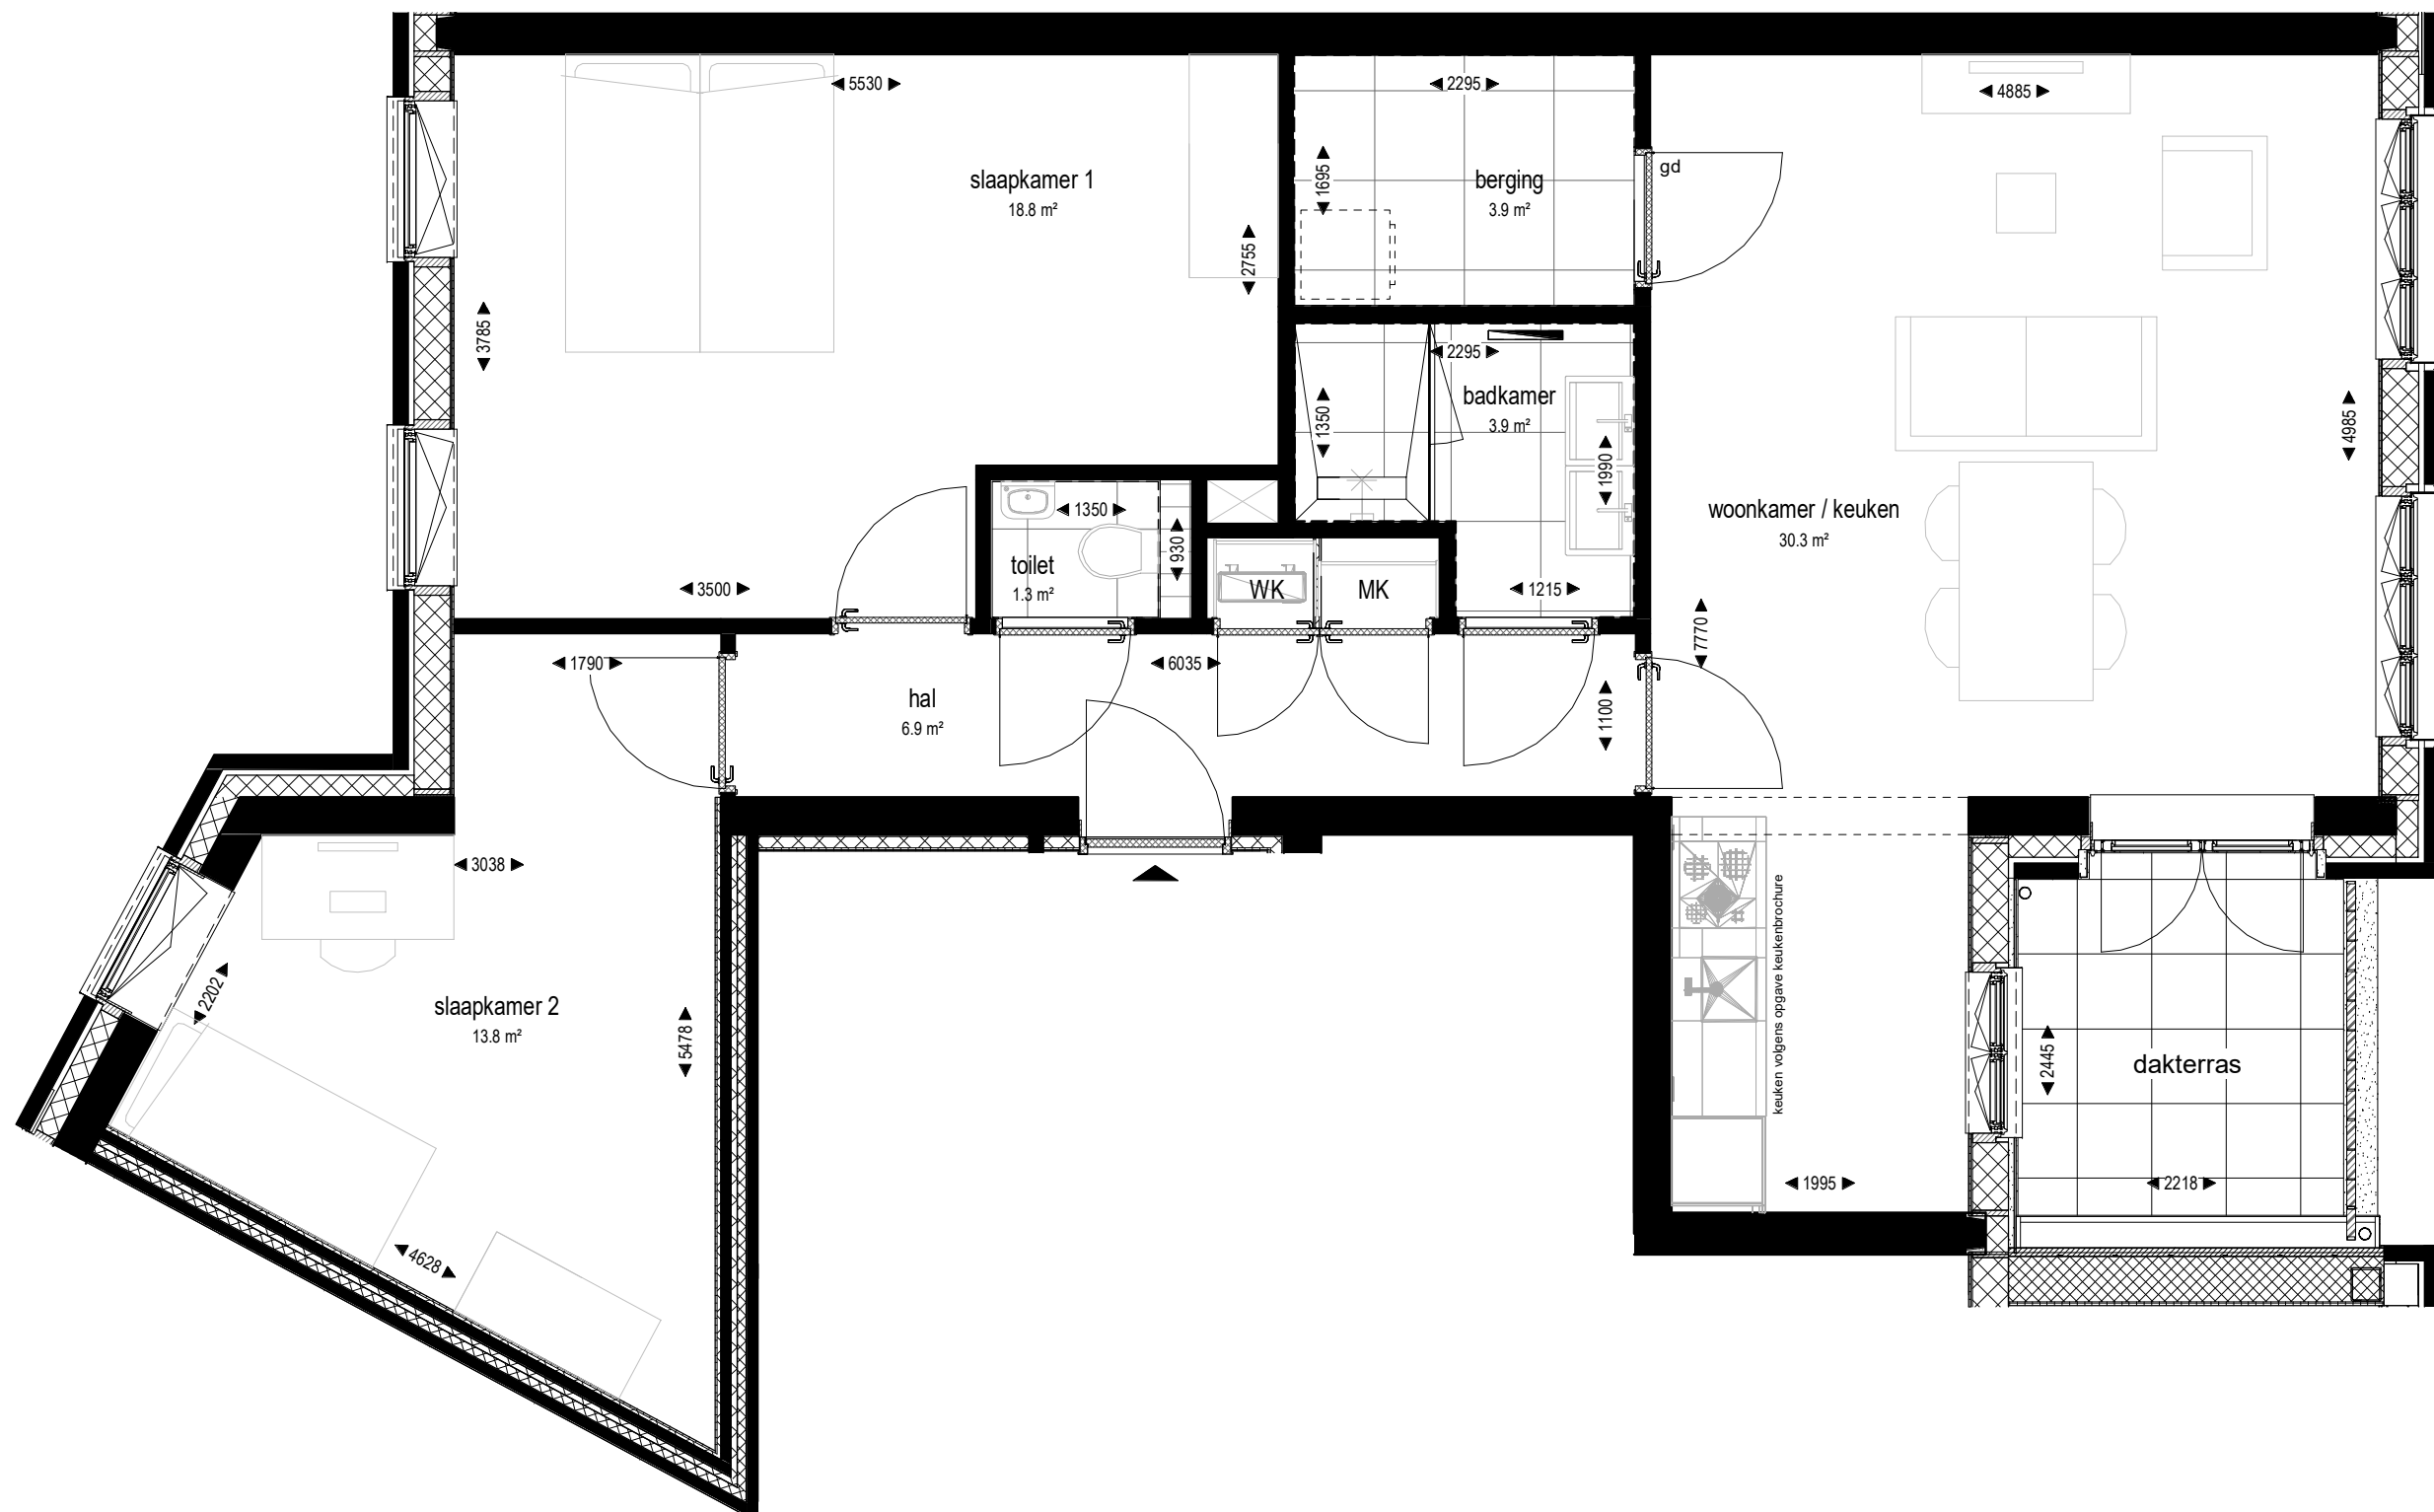 5530
2295
4885
slaapkamer 1
18.8 m²
1695
berging
3.9 m²
gd
2755
3785
2295
badkamer
3.9 m²
1350
1990
4985
woonkamer / keuken
30.3 m²
1350
930
toilet
1.3 m²
3500
WK
MK
1215
1790
6035
7770
hal
6.9 m²
1100
3038
keuken volgens opgave keukenbrochure
2202
slaapkamer 2
13.8 m²
5478
2445
dakterras
1995
2218
4628